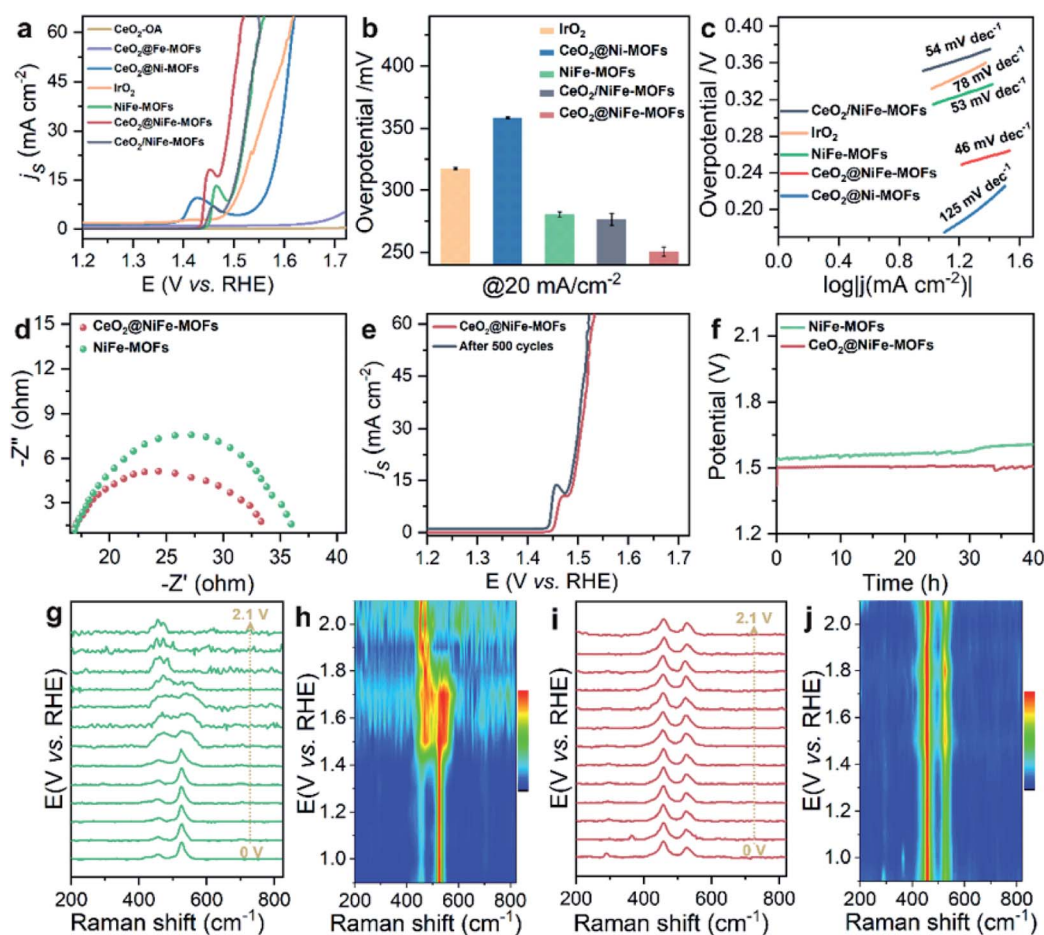 a
CeO₂-OA
CeO₂@Fe-MOFs
CeO₂@Ni-MOFs
IrO₂
NiFe-MOFs
CeO₂@NiFe-MOFs
CeO₂/NiFe-MOFs
jₛ (mA cm⁻²)
60
45
30
15
0
1.2 1.3 1.4 1.5 1.6 1.7
E (V vs. RHE)
b
IrO₂
CeO₂@Ni-MOFs
NiFe-MOFs
CeO₂/NiFe-MOFs
CeO₂@NiFe-MOFs
Overpotential /mV
400
350
300
250
@20 mA/cm⁻²
c
54 mV dec⁻¹
78 mV dec⁻¹
53 mV dec⁻¹
46 mV dec⁻¹
125 mV dec⁻¹
CeO₂/NiFe-MOFs
IrO₂
NiFe-MOFs
CeO₂@NiFe-MOFs
CeO₂@Ni-MOFs
Overpotential /V
0.40
0.36
0.32
0.28
0.24
0.20
0.0 0.4 0.8 1.2 1.6
log|j(mA cm⁻²)|
d
CeO₂@NiFe-MOFs
NiFe-MOFs
-Z'' (ohm)
15
12
9
6
3
20 25 30 35 40
-Z' (ohm)
e
CeO₂@NiFe-MOFs
After 500 cycles
jₛ (mA cm⁻²)
60
45
30
15
0
1.2 1.3 1.4 1.5 1.6 1.7
E (V vs. RHE)
f
NiFe-MOFs
CeO₂@NiFe-MOFs
Potential (V)
2.1
1.8
1.5
1.2
0 10 20 30 40
Time (h)
g
2.1 V
0 V
E(V vs. RHE)
200 400 600 800
Raman shift (cm⁻¹)
h
E(V vs. RHE)
2.0
1.8
1.6
1.4
1.2
1.0
200 400 600 800
Raman shift (cm⁻¹)
i
2.1 V
0 V
E(V vs. RHE)
200 400 600 800
Raman shift (cm⁻¹)
j
E(V vs. RHE)
2.0
1.8
1.6
1.4
1.2
1.0
200 400 600 800
Raman shift (cm⁻¹)